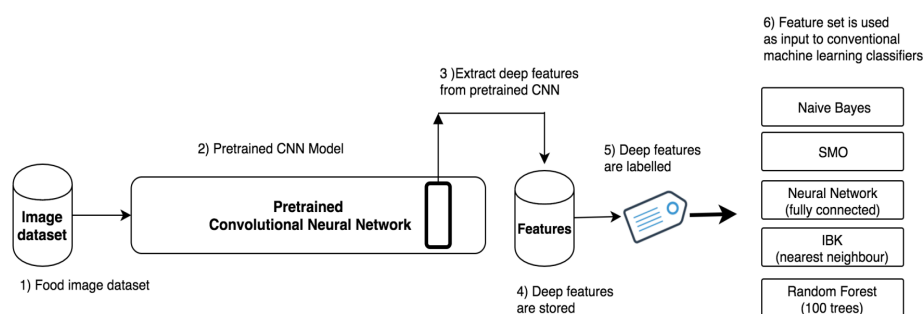 6) Feature set is used
as input to conventional
machine learning classifiers
3 )Extract deep features
from pretrained CNN
Naive Bayes
2) Pretrained CNN Model
5) Deep features
are labelled
SMO
Image
dataset
Pretrained
Convolutional Neural Network
Features
Neural Network
(fully connected)
IBK
(nearest neighbour)
1) Food image dataset
4) Deep features
are stored
Random Forest
(100 trees)